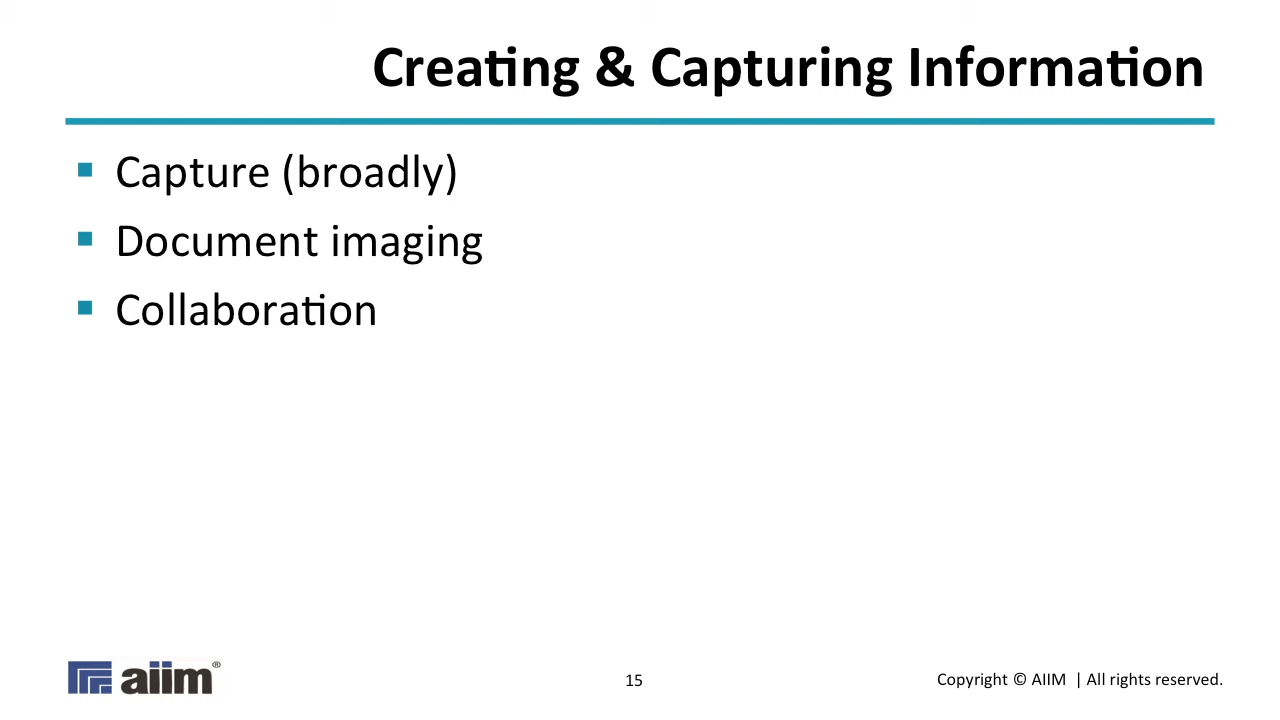 Creating & Capturing Information
▪ Capture (broadly)
▪ Document imaging
▪ Collaboration
aiim®
15
Copyright © AIIM | All rights reserved.